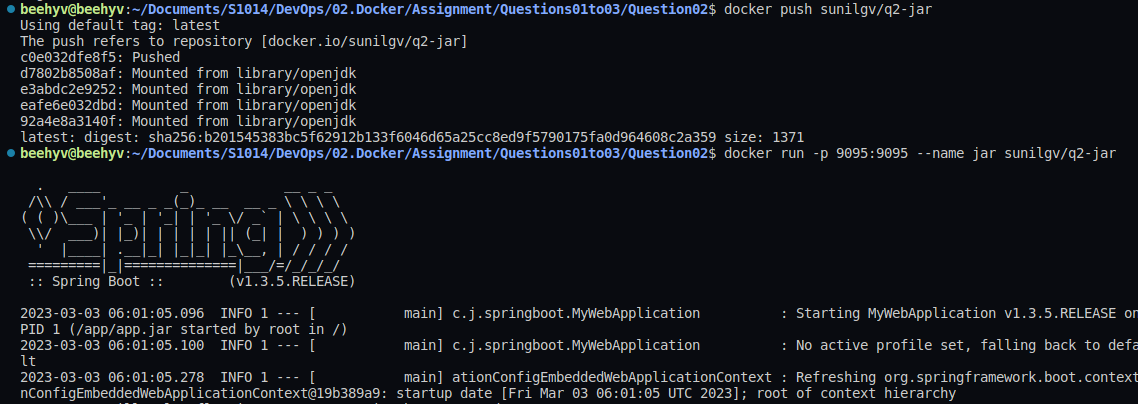 beehyv@beehyv:~/Documents/S1014/DevOps/02.Docker/Assignment/Questions01to03/Question02$ docker push sunilgv/q2-jar
Using default tag: latest
The push refers to repository [docker.io/sunilgv/q2-jar]
c0e032dfe8f5: Pushed
d7802b8508af: Mounted from library/openjdk
e3abdc2e9252: Mounted from library/openjdk
eafe6e032dbd: Mounted from library/openjdk
92a4e8a3140f: Mounted from library/openjdk
latest: digest: sha256:b201545383bc5f62912b133f6046d65a25cc8ed9f5790175fa0d964608c2a359 size: 1371
beehyv@beehyv:~/Documents/S1014/DevOps/02.Docker/Assignment/Questions01to03/Question02$ docker run -p 9095:9095 --name jar sunilgv/q2-jar
  .   ____          _            __ _ _
 /\\ / ___'_ __ _ _(_)_ __  __ _ \ \ \ \
( ( )\___ | '_ | '_| | '_ \/ _` | \ \ \ \
 \\/  ___)| |_)| | | | | || (_| |  ) ) ) )
  '  |____| .__|_| |_|_| |_\__, | / / / /
 =========|_|==============|___/=/_/_/_/
 :: Spring Boot ::        (v1.3.5.RELEASE)
2023-03-03 06:01:05.096  INFO 1 --- [           main] c.j.springboot.MyWebApplication          : Starting MyWebApplication v1.3.5.RELEASE on
PID 1 (/app/app.jar started by root in /)
2023-03-03 06:01:05.100  INFO 1 --- [           main] c.j.springboot.MyWebApplication          : No active profile set, falling back to defa
lt
2023-03-03 06:01:05.278  INFO 1 --- [           main] ationConfigEmbeddedWebApplicationContext : Refreshing org.springframework.boot.context
nConfigEmbeddedWebApplicationContext@19b389a9: startup date [Fri Mar 03 06:01:05 UTC 2023]; root of context hierarchy